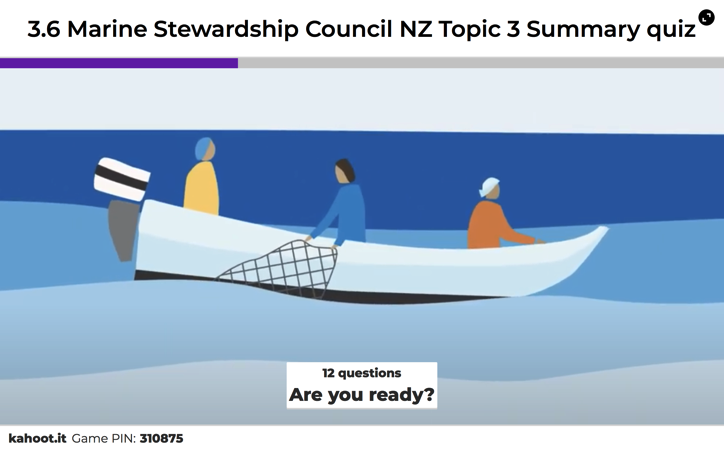 3.6 Marine Stewardship Council NZ Topic 3 Summary quiz
12 questions
Are you ready?
kahoot.it Game PIN: 310875